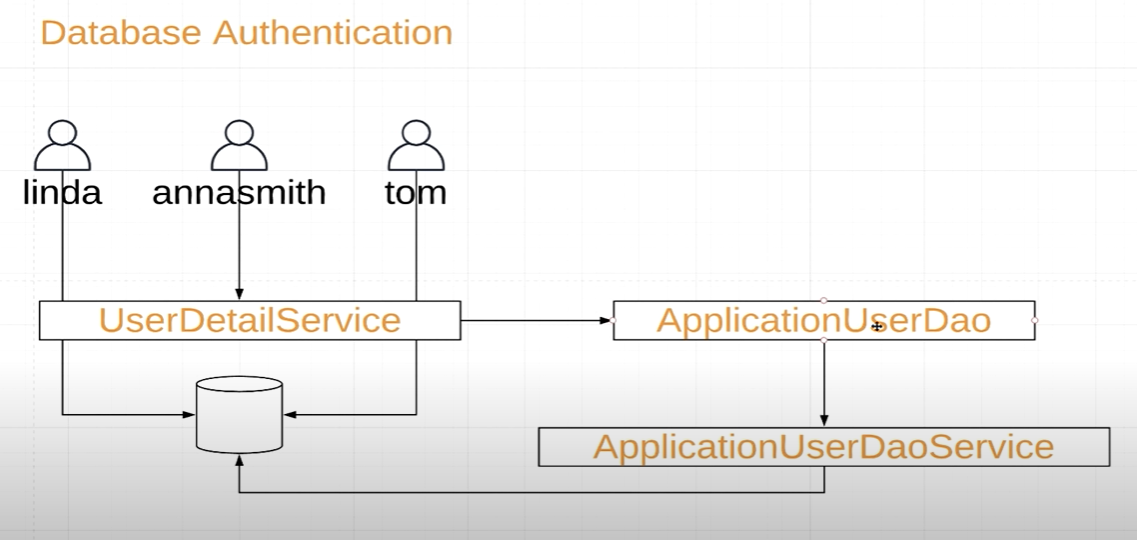 Database Authentication
linda
annasmith
tom
UserDetailService
ApplicationUserDao
ApplicationUserDaoService